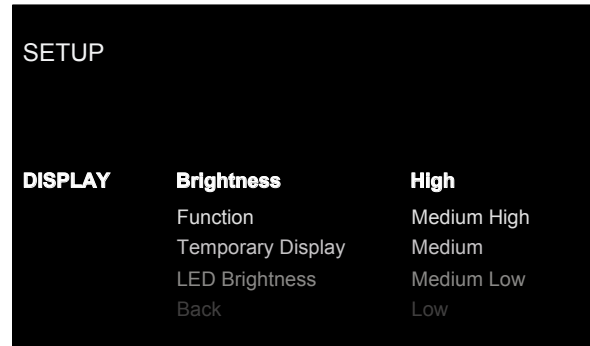 SETUP
DISPLAY Brightness High
Function Medium High
Temporary Display Medium
LED Brightness Medium Low
Back Low